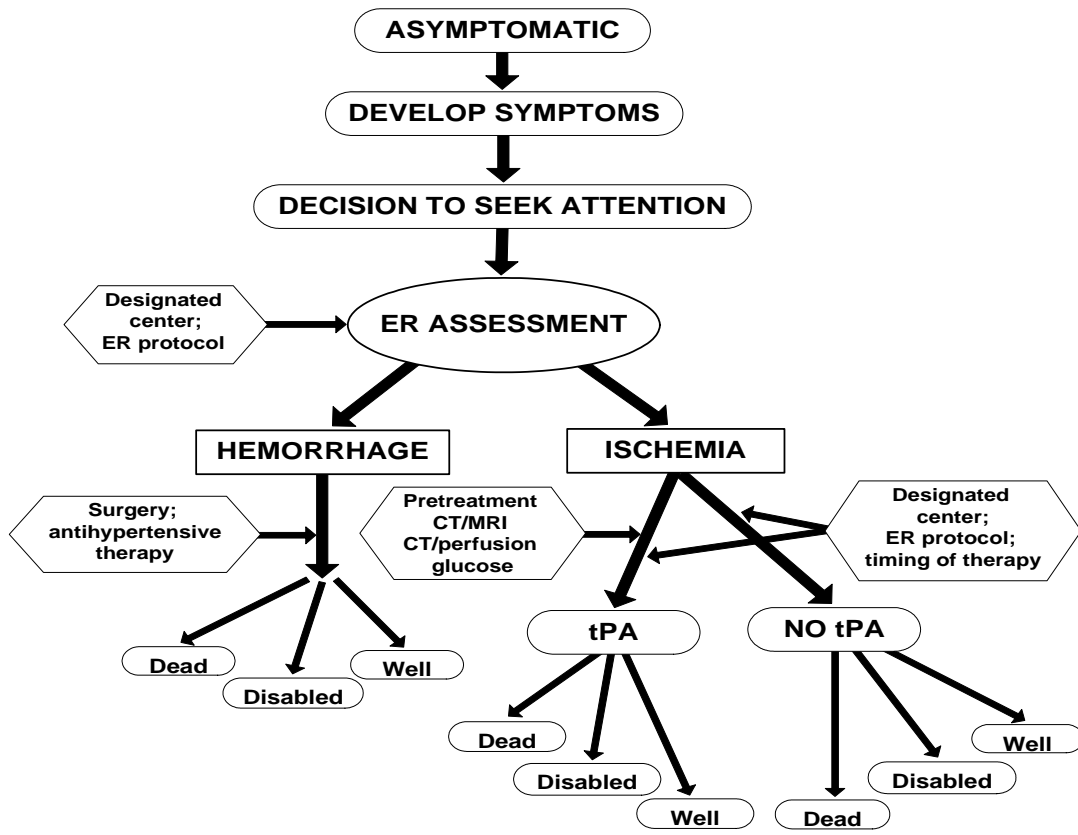 ASYMPTOMATIC
DEVELOP SYMPTOMS
DECISION TO SEEK ATTENTION
Designated
center;
ER protocol
ER ASSESSMENT
HEMORRHAGE
ISCHEMIA
Surgery;
antihypertensive
therapy
Pretreatment
CT/MRI
CT/perfusion
glucose
Designated
center;
ER protocol;
timing of therapy
tPA
NO tPA
Dead
Disabled
Well
Dead
Disabled
Well
Dead
Disabled
Well